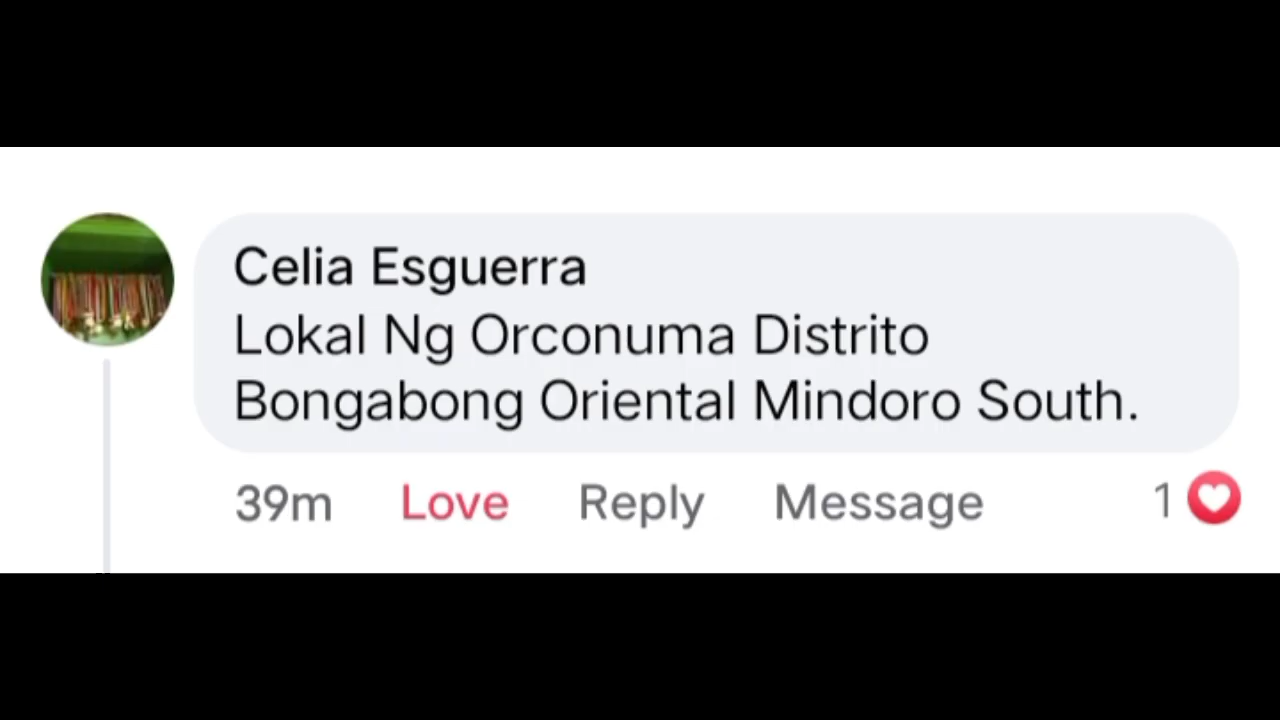 Celia Esguerra
Lokal Ng Orconuma Distrito
Bongabong Oriental Mindoro South.
39m Love Reply Message 1